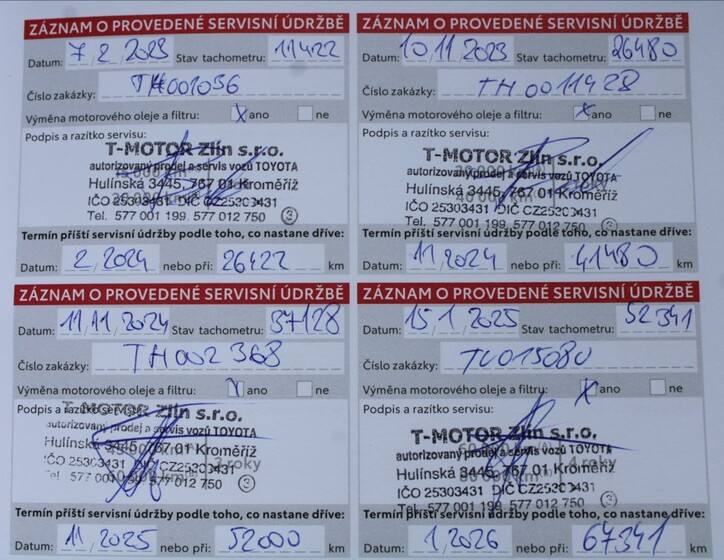 ZÁZNAM O PROVEDENÉ SERVISNÍ ÚDRŽBĚ
Datum: 7/2/2023 Stav tachometru: 11422
Číslo zakázky: TH001056
Výměna motorového oleje a filtru: X ano ne
Podpis a razítko servisu:
T-MOTOR Zlín s.r.o.
autorizovaný prodej a servis vozů TOYOTA
Hulínská 3445, 767 01 Kroměříž
IČO 25303431 DIČ CZ25303431
Tel. 577 001 199, 577 012 750 3
Termín příští servisní údržby podle toho, co nastane dříve:
Datum: 2/2024 nebo při: 26422 km
ZÁZNAM O PROVEDENÉ SERVISNÍ ÚDRŽBĚ
Datum: 10/11/2023 Stav tachometru: 26480
Číslo zakázky: TH0011428
Výměna motorového oleje a filtru: X ano ne
Podpis a razítko servisu:
T-MOTOR Zlín s.r.o.
autorizovaný prodej a servis vozů TOYOTA
Hulínská 3445, 767 01 Kroměříž
IČO 25303431 DIČ CZ25303431
Tel. 577 001 199, 577 012 750 3
Termín příští servisní údržby podle toho, co nastane dříve:
Datum: 11/2024 nebo při: 41480 km
ZÁZNAM O PROVEDENÉ SERVISNÍ ÚDRŽBĚ
Datum: 11/11/2024 Stav tachometru: 37128
Číslo zakázky: TH002368
Výměna motorového oleje a filtru: X ano ne
Podpis a razítko servisu:
T-MOTOR Zlín s.r.o.
autorizovaný prodej a servis vozů TOYOTA
Hulínská 3445, 767 01 Kroměříž
IČO 25303431 DIČ CZ25303431 3 roky
Tel. 577 001 199, 577 012 750 3
Termín příští servisní údržby podle toho, co nastane dříve:
Datum: 11/2025 nebo při: 52000 km
ZÁZNAM O PROVEDENÉ SERVISNÍ ÚDRŽBĚ
Datum: 15/1/2025 Stav tachometru: 52341
Číslo zakázky: TU015080
Výměna motorového oleje a filtru: X ano ne
Podpis a razítko servisu:
T-MOTOR Zlín s.r.o.
autorizovaný prodej a servis vozů TOYOTA
Hulínská 3445, 767 01 Kroměříž 4 roky
IČO 25303431 DIČ CZ25303431
Tel. 577 001 199, 577 012 750 3
Termín příští servisní údržby podle toho, co nastane dříve:
Datum: 1/2026 nebo při: 67341 km